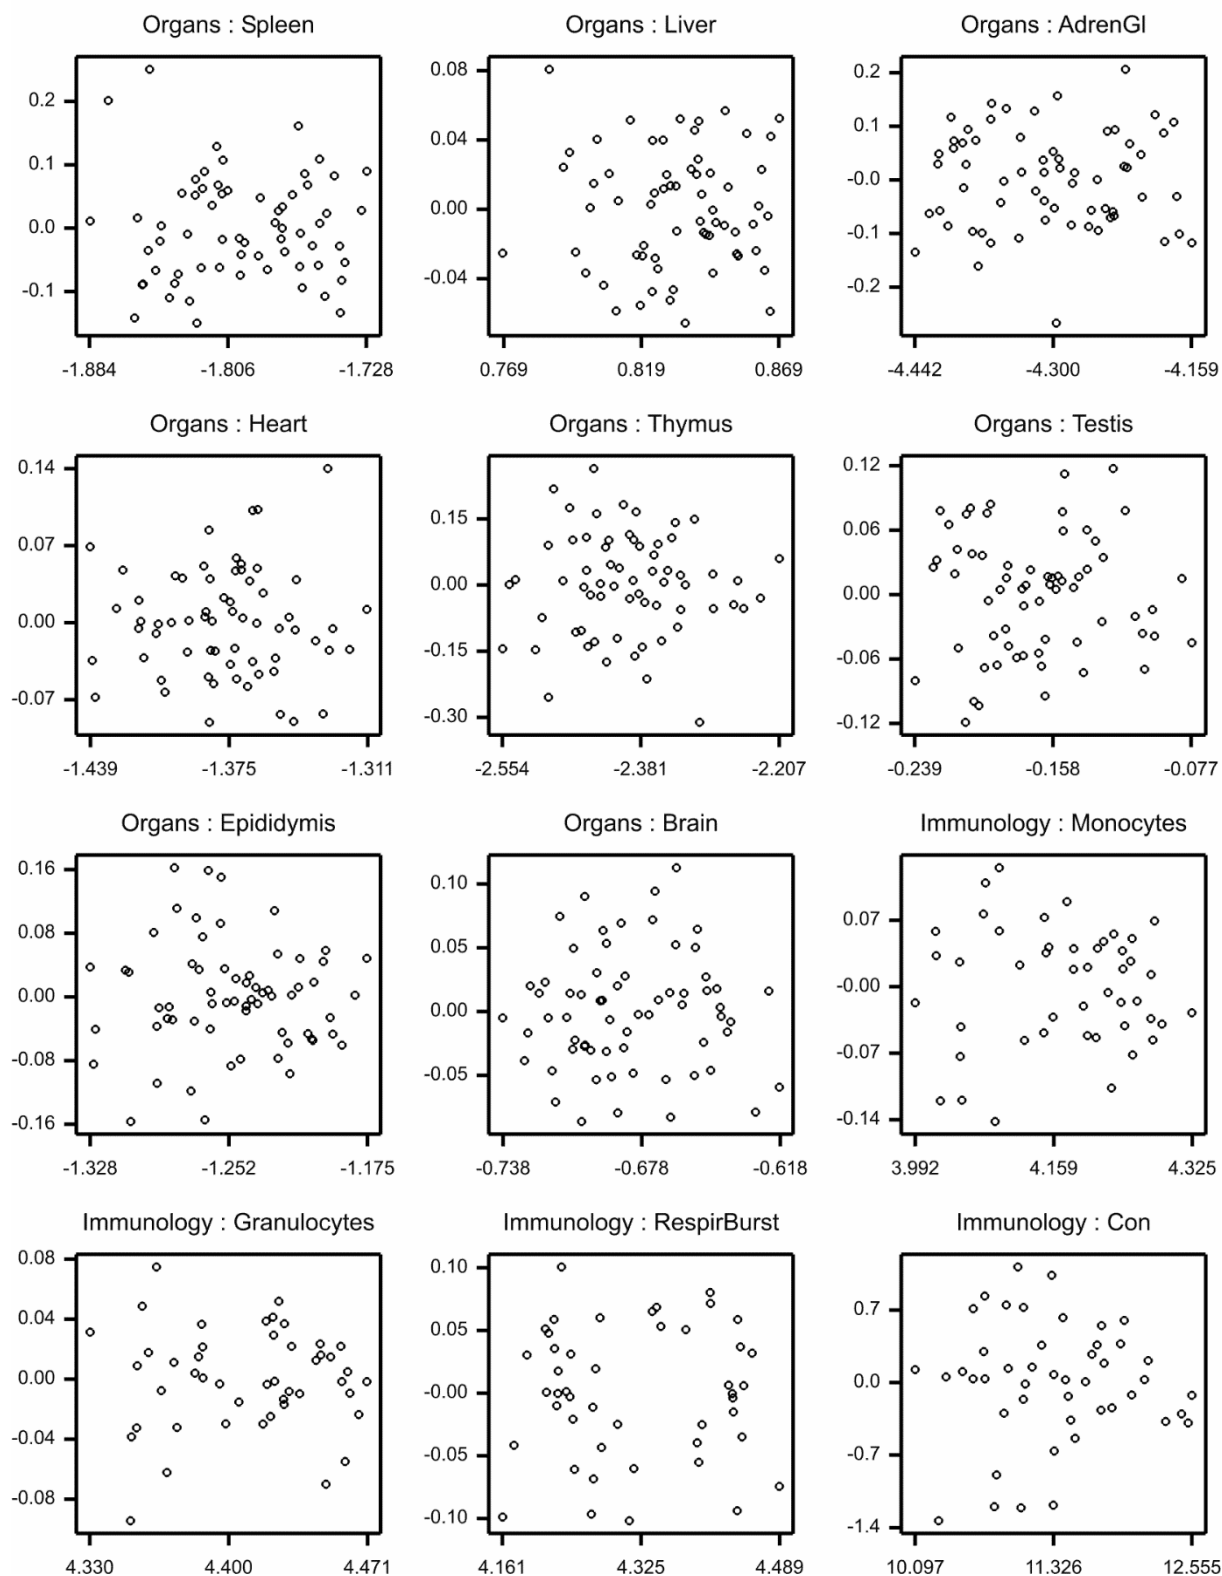 Organs : Spleen
0.2
0.1
0.0
-0.1
-1.884 -1.806 -1.728
Organs : Liver
0.08
0.04
0.00
-0.04
0.769 0.819 0.869
Organs : AdrenGl
0.2
0.1
-0.0
-0.1
-0.2
-4.442 -4.300 -4.159
Organs : Heart
0.14
0.07
0.00
-0.07
-1.439 -1.375 -1.311
Organs : Thymus
0.15
0.00
-0.15
-0.30
-2.554 -2.381 -2.207
Organs : Testis
0.12
0.06
0.00
-0.06
-0.12
-0.239 -0.158 -0.077
Organs : Epididymis
0.16
0.08
0.00
-0.08
-0.16
-1.328 -1.252 -1.175
Organs : Brain
0.10
0.05
0.00
-0.05
-0.738 -0.678 -0.618
Immunology : Monocytes
0.07
-0.00
-0.07
-0.14
3.992 4.159 4.325
Immunology : Granulocytes
0.08
0.04
0.00
-0.04
-0.08
4.330 4.400 4.471
Immunology : RespirBurst
0.10
0.05
-0.00
-0.05
-0.10
4.161 4.325 4.489
Immunology : Con
0.7
0.0
-0.7
-1.4
10.097 11.326 12.555